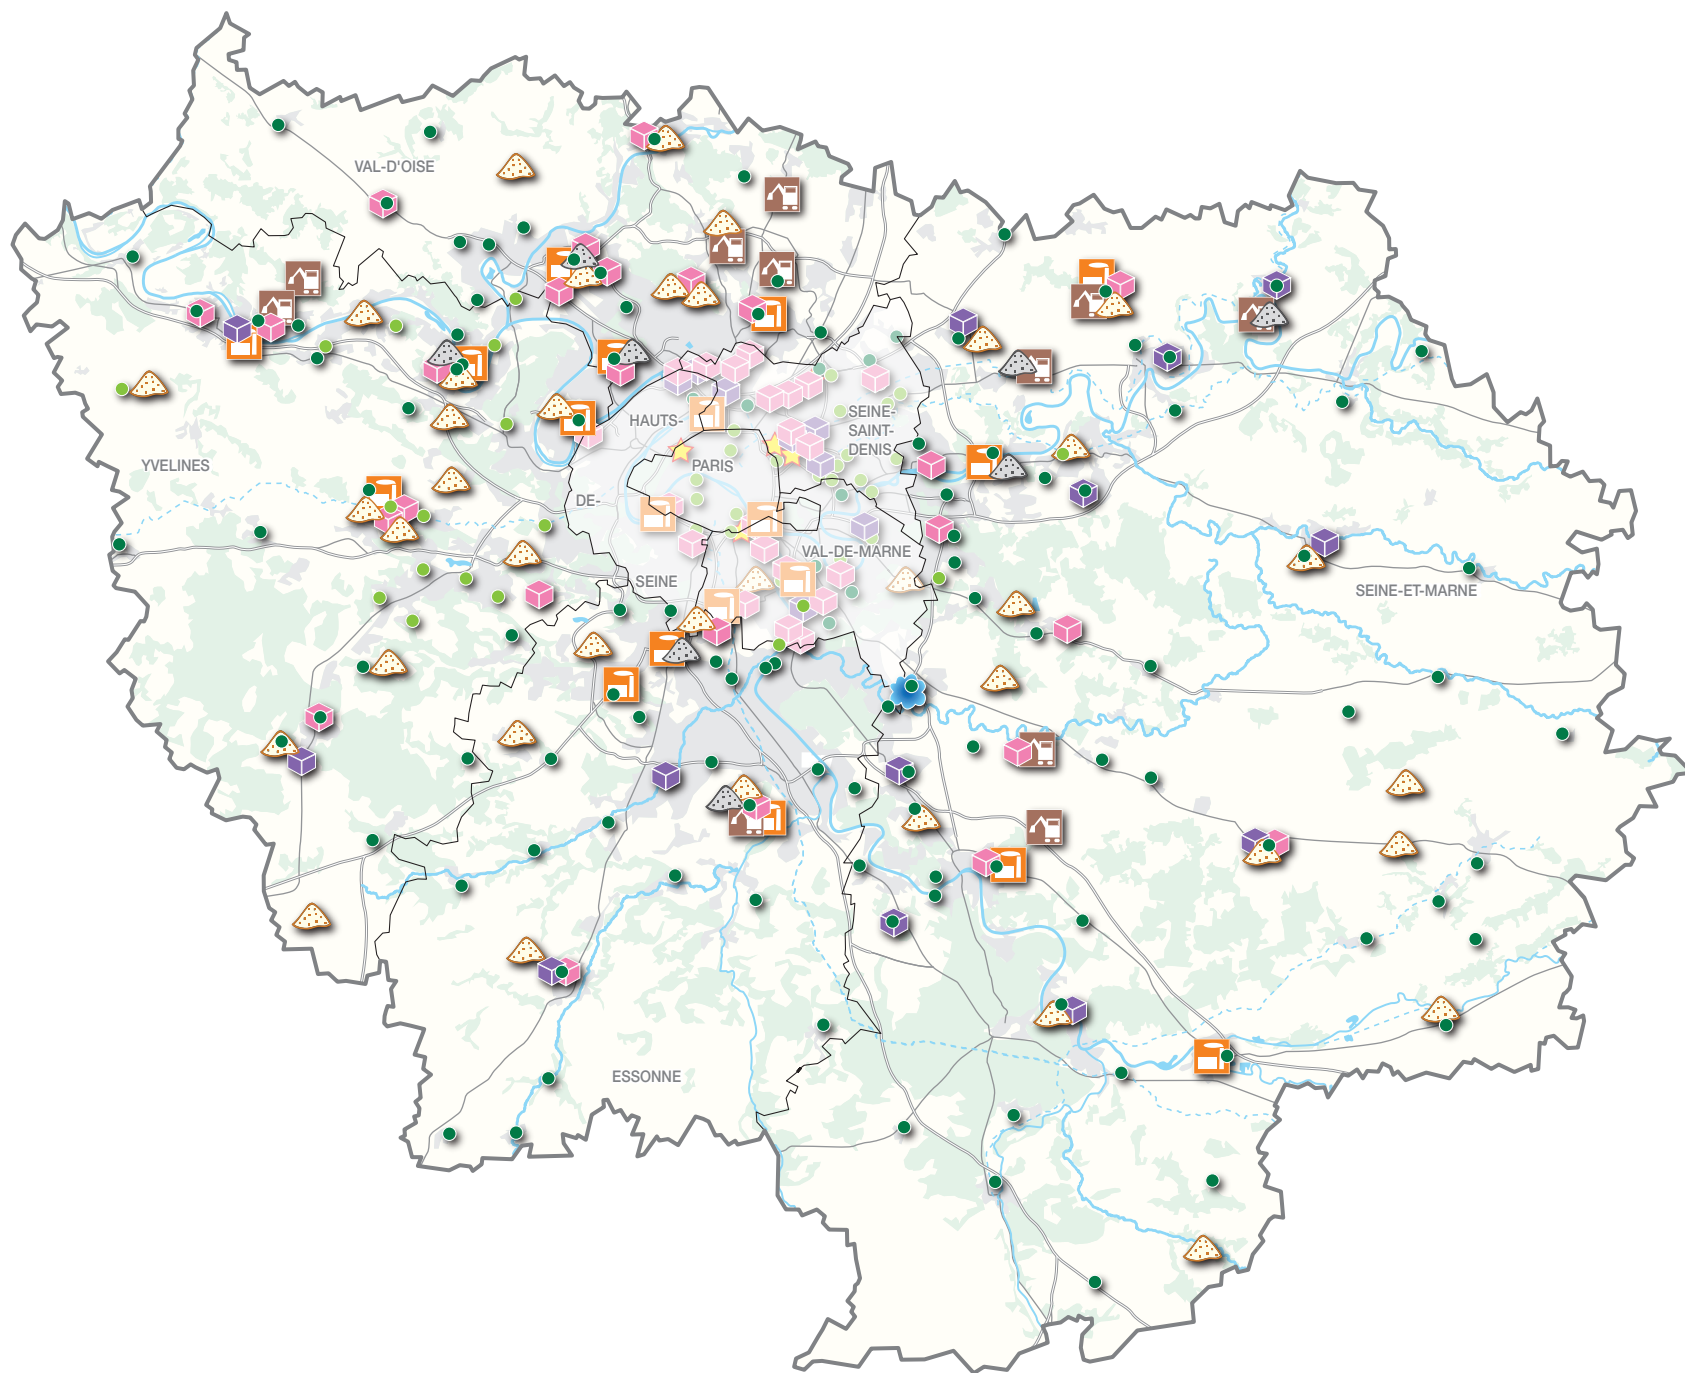 VAL-D'OISE
HAUTS-
SEINE-
SAINT-
DENIS
YVELINES
PARIS
DE-
VAL-DE-MARNE
SEINE
SEINE-ET-MARNE
ESSONNE